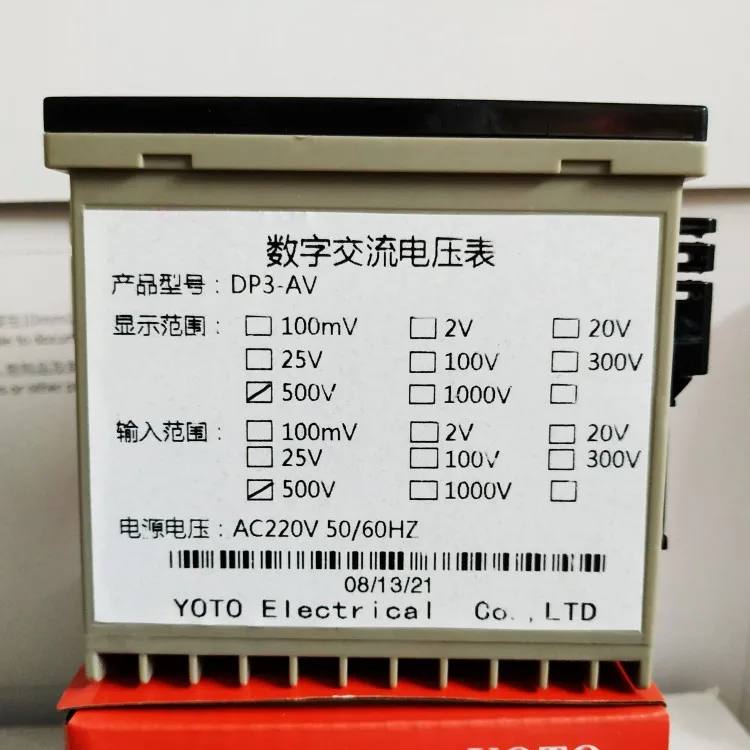 数字交流电压表
产品型号：DP3-AV
显示范围： 100mV 2V 20V
25V 100V 300V
500V 1000V
输入范围： 100mV 2V 20V
25V 100V 300V
500V 1000V
电源电压：AC220V 50/60HZ
08/13/21
YOTO Electrical Co.,LTD